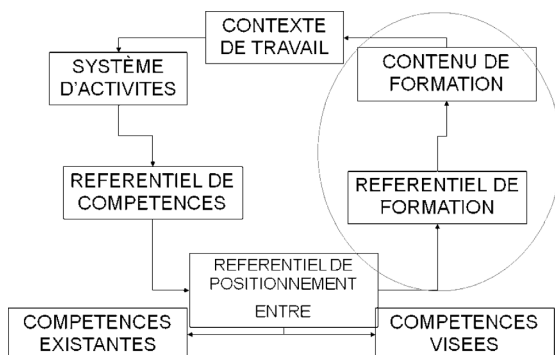 CONTEXTE
DE TRAVAIL
SYSTÈME
D'ACTIVITES
CONTENU DE
FORMATION
REFERENTIEL DE
COMPETENCES
REFERENTIEL DE
FORMATION
REFERENTIEL DE
POSITIONNEMENT
ENTRE
COMPETENCES
EXISTANTES
COMPETENCES
VISEES